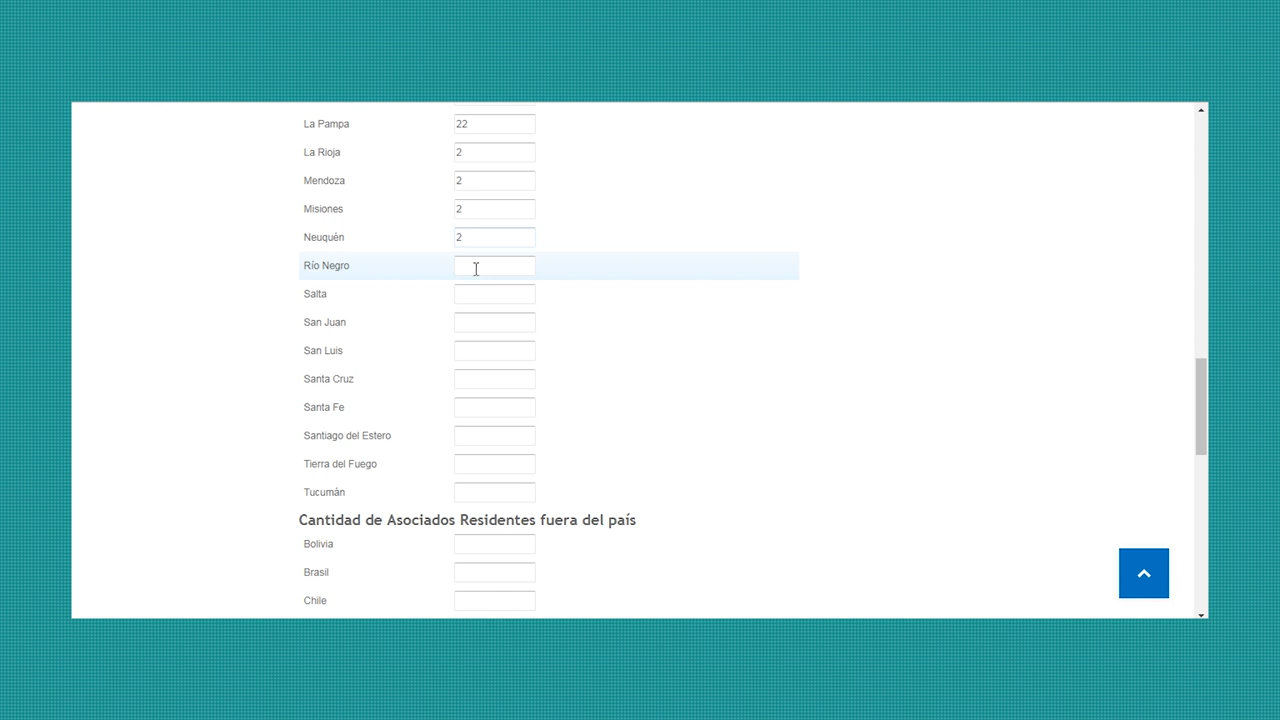 La Pampa 22
La Rioja 2
Mendoza 2
Misiones 2
Neuquén 2
Río Negro
Salta
San Juan
San Luis
Santa Cruz
Santa Fe
Santiago del Estero
Tierra del Fuego
Tucumán
Cantidad de Asociados Residentes fuera del país
Bolivia
Brasil
Chile